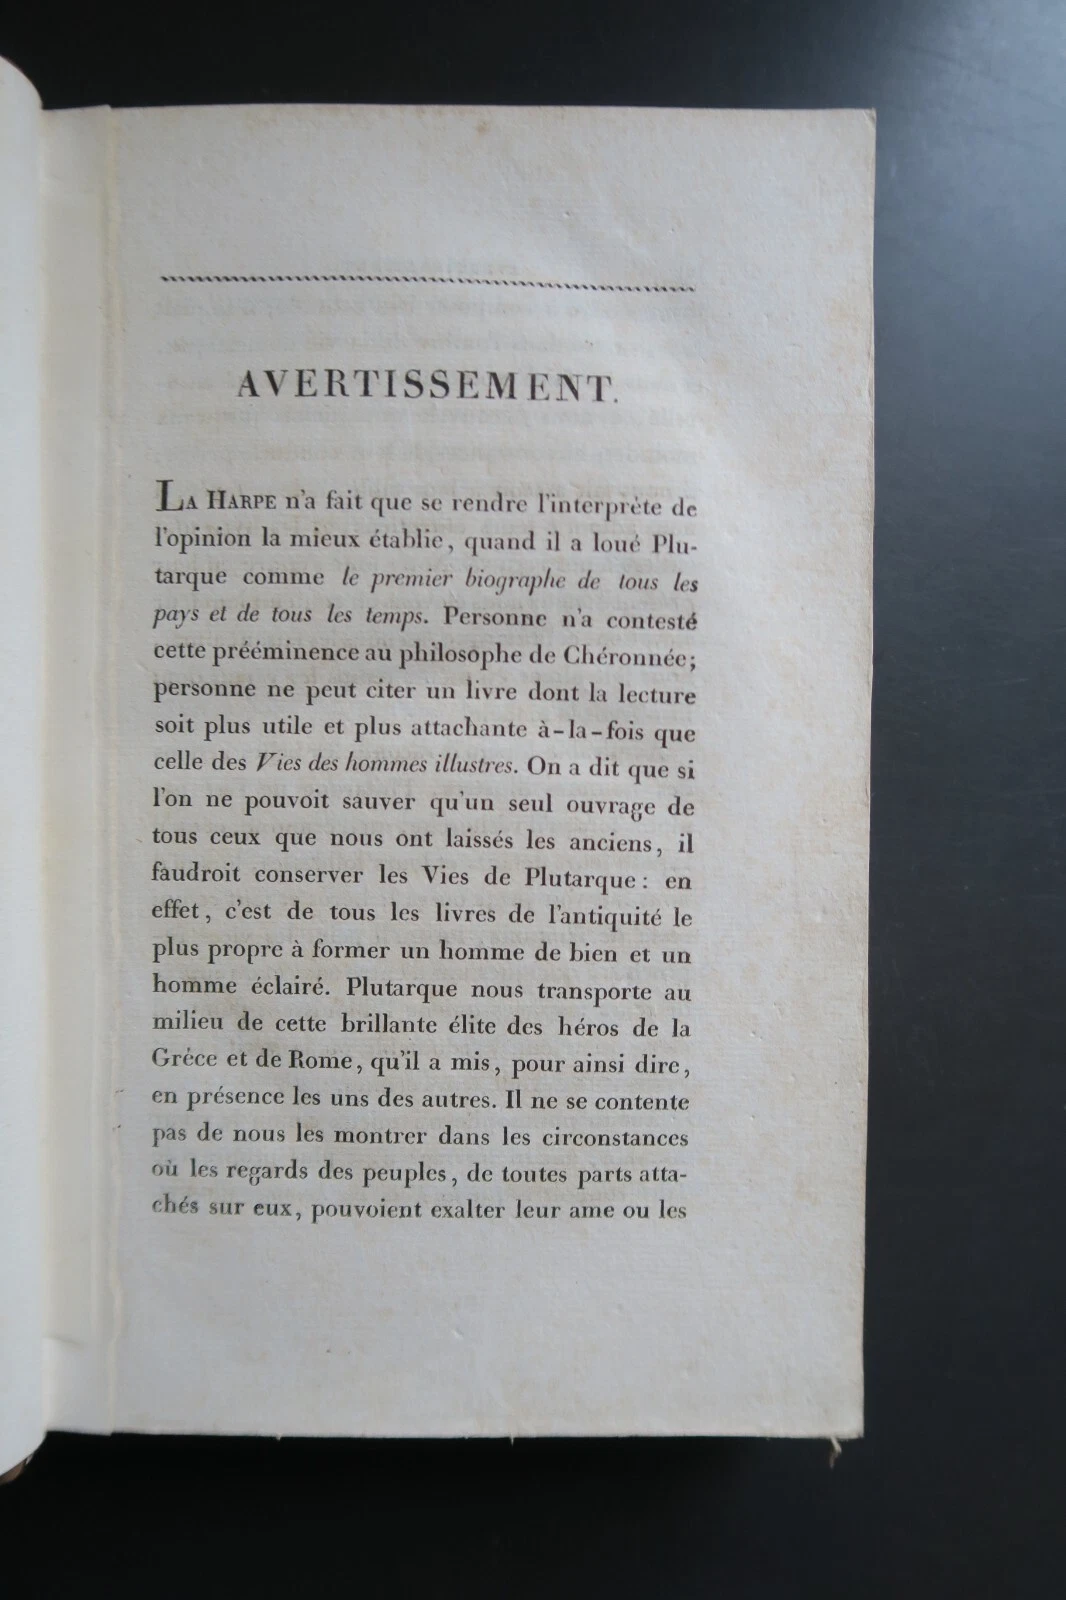 AVERTISSEMENT.
LA HARPE n'a fait que se rendre l'interprète de
l'opinion la mieux établie, quand il a loué Plu-
tarque comme le premier biographe de tous les
pays et de tous les temps. Personne n'a contesté
cette prééminence au philosophe de Chéronnée;
personne ne peut citer un livre dont la lecture
soit plus utile et plus attachante à-la-fois que
celle des Vies des hommes illustres. On a dit que si
l'on ne pouvoit sauver qu'un seul ouvrage de
tous ceux que nous ont laissés les anciens, il
faudroit conserver les Vies de Plutarque: en
effet, c'est de tous les livres de l'antiquité le
plus propre à former un homme de bien et un
homme éclairé. Plutarque nous transporte au
milieu de cette brillante élite des héros de la
Grèce et de Rome, qu'il a mis, pour ainsi dire,
en présence les uns des autres. Il ne se contente
pas de nous les montrer dans les circonstances
où les regards des peuples, de toutes parts atta-
chés sur eux, pouvoient exalter leur ame ou les